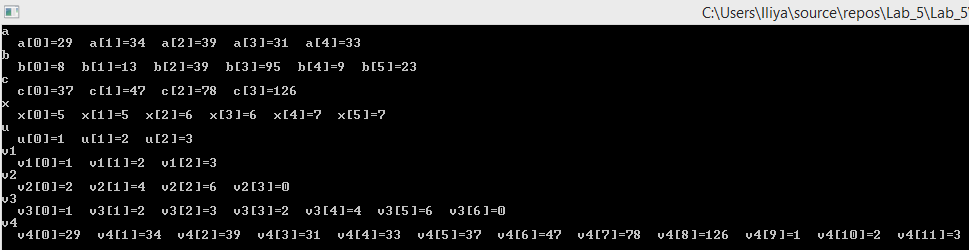 C:\Users\Iliya\source\repos\Lab_5\Lab_5\
a
a[0]=29 a[1]=34 a[2]=39 a[3]=31 a[4]=33
b
b[0]=8 b[1]=13 b[2]=39 b[3]=95 b[4]=9 b[5]=23
c
c[0]=37 c[1]=47 c[2]=78 c[3]=126
x
x[0]=5 x[1]=5 x[2]=6 x[3]=6 x[4]=7 x[5]=7
u
u[0]=1 u[1]=2 u[2]=3
v1
v1[0]=1 v1[1]=2 v1[2]=3
v2
v2[0]=2 v2[1]=4 v2[2]=6 v2[3]=0
v3
v3[0]=1 v3[1]=2 v3[2]=3 v3[3]=2 v3[4]=4 v3[5]=6 v3[6]=0
v4
v4[0]=29 v4[1]=34 v4[2]=39 v4[3]=31 v4[4]=33 v4[5]=37 v4[6]=47 v4[7]=78 v4[8]=126 v4[9]=1 v4[10]=2 v4[11]=3